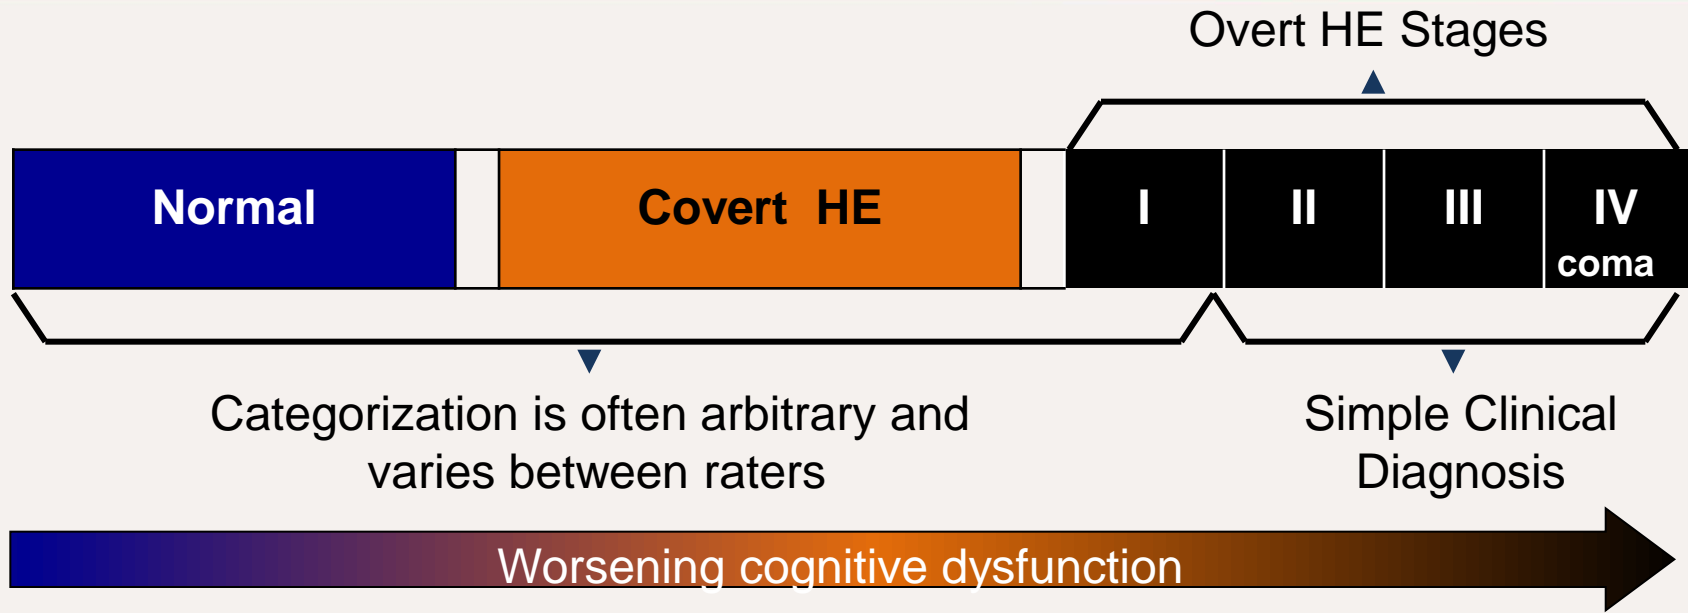 Overt HE Stages
Normal
Covert HE
I
II
III
IV
coma
Categorization is often arbitrary and
varies between raters
Simple Clinical
Diagnosis
Worsening cognitive dysfunction